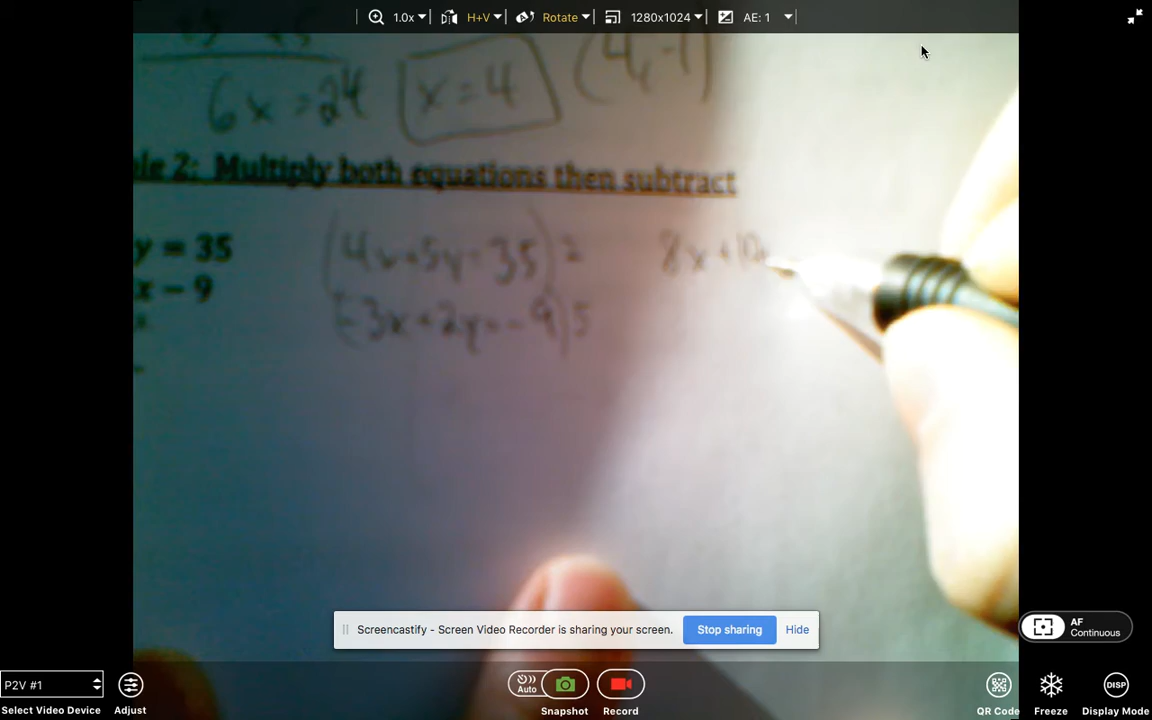 1.0x H+V Rotate 1280x1024 AE: 1
6x = 24 x = 4 (4, -1)
le 2: Multiply both equations then subtract
y = 35 (4x+5y=35)2 8x+10
x - 9 (-3x+2y=-9)5
Screencastify - Screen Video Recorder is sharing your screen. Stop sharing Hide
AF
Continuous
P2V #1 Auto
Select Video Device Adjust Snapshot Record QR Code Freeze DISP Display Mode